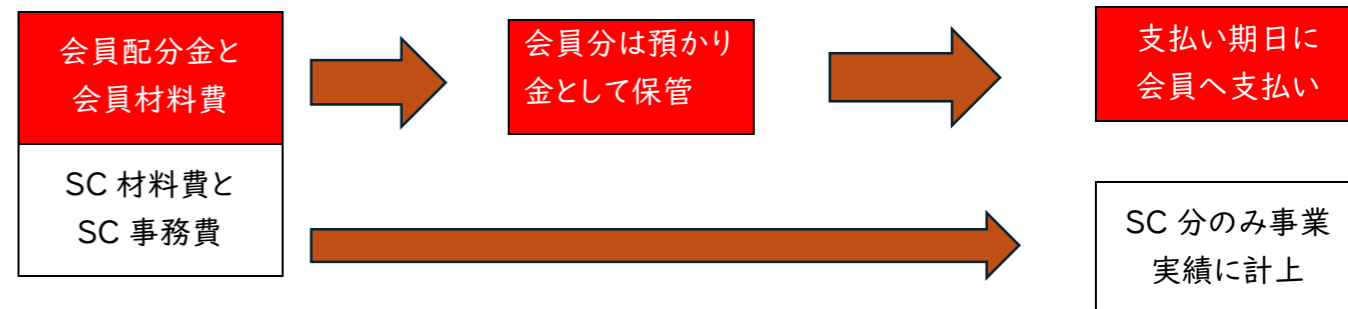 会員配分金と
会員材料費
会員分は預かり
金として保管
支払い期日に
会員へ支払い
SC 材料費と
SC 事務費
SC 分のみ事業
実績に計上